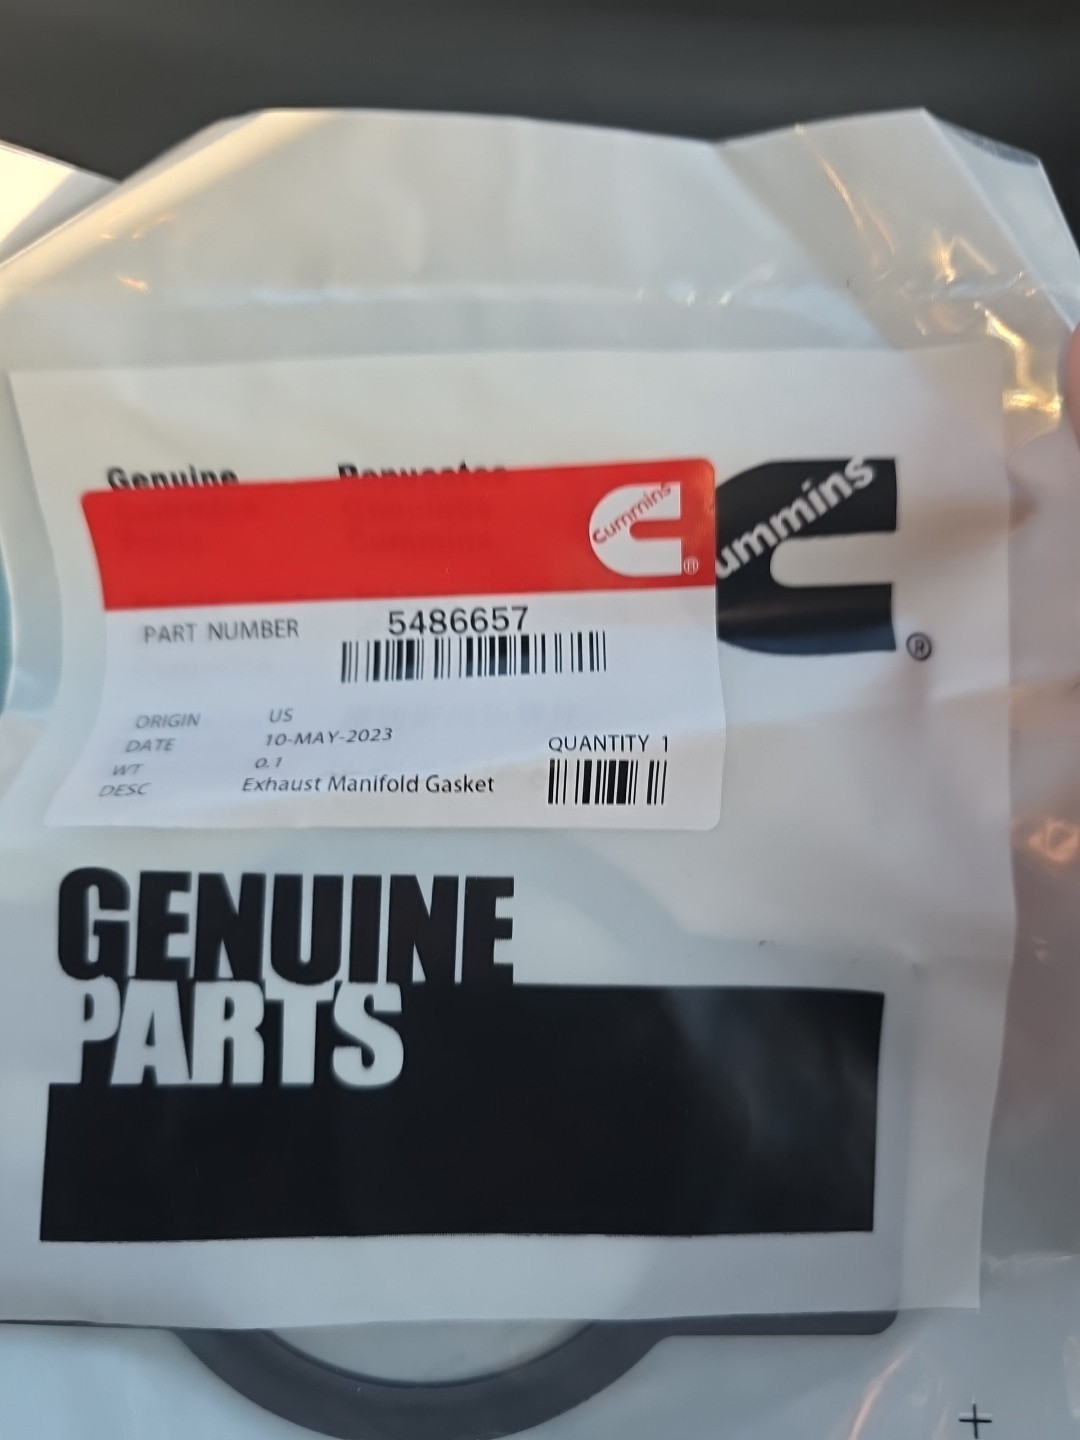 Genuine Repuestos
Cummins
®
Cummins
®
PART NUMBER 5486657
ORIGIN US
DATE 10-MAY-2023
WT 0.1
QUANTITY 1
DESC Exhaust Manifold Gasket
GENUINE
PARTS